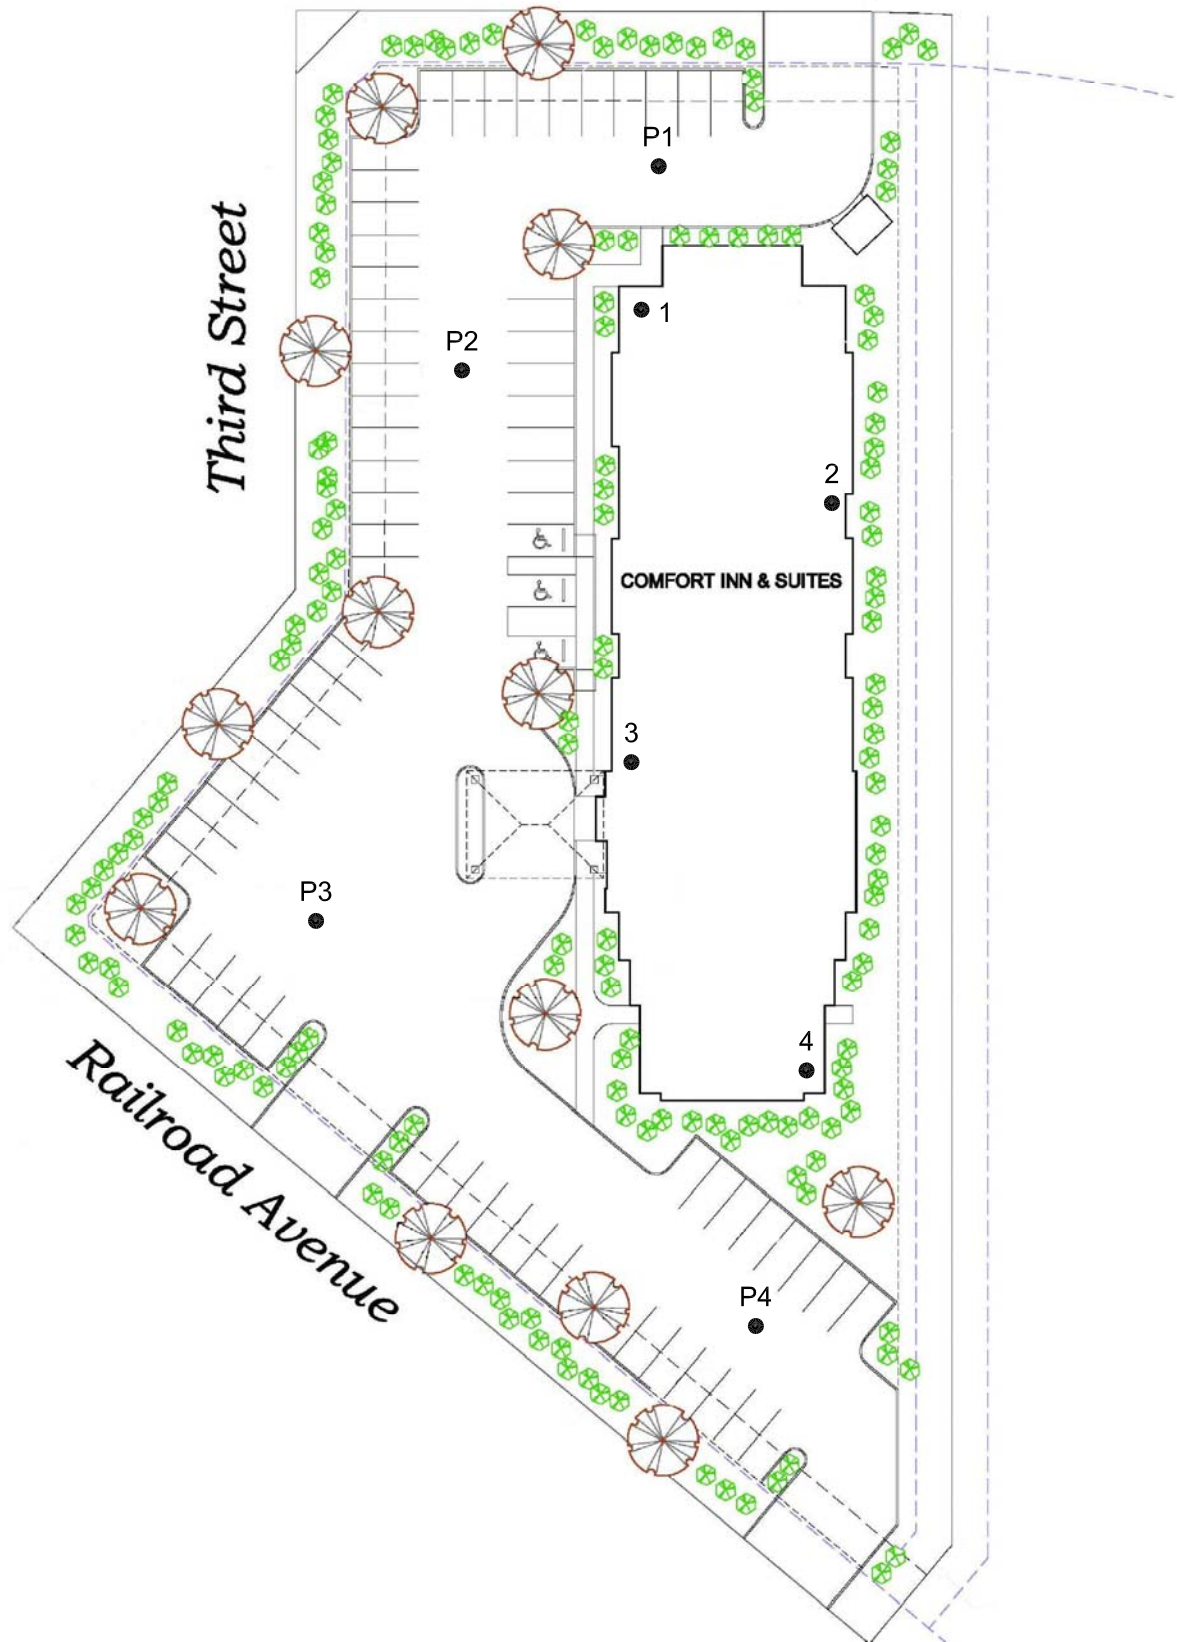 P1
Third Street
1
P2
2
COMFORT INN & SUITES
3
P3
4
Railroad Avenue
P4